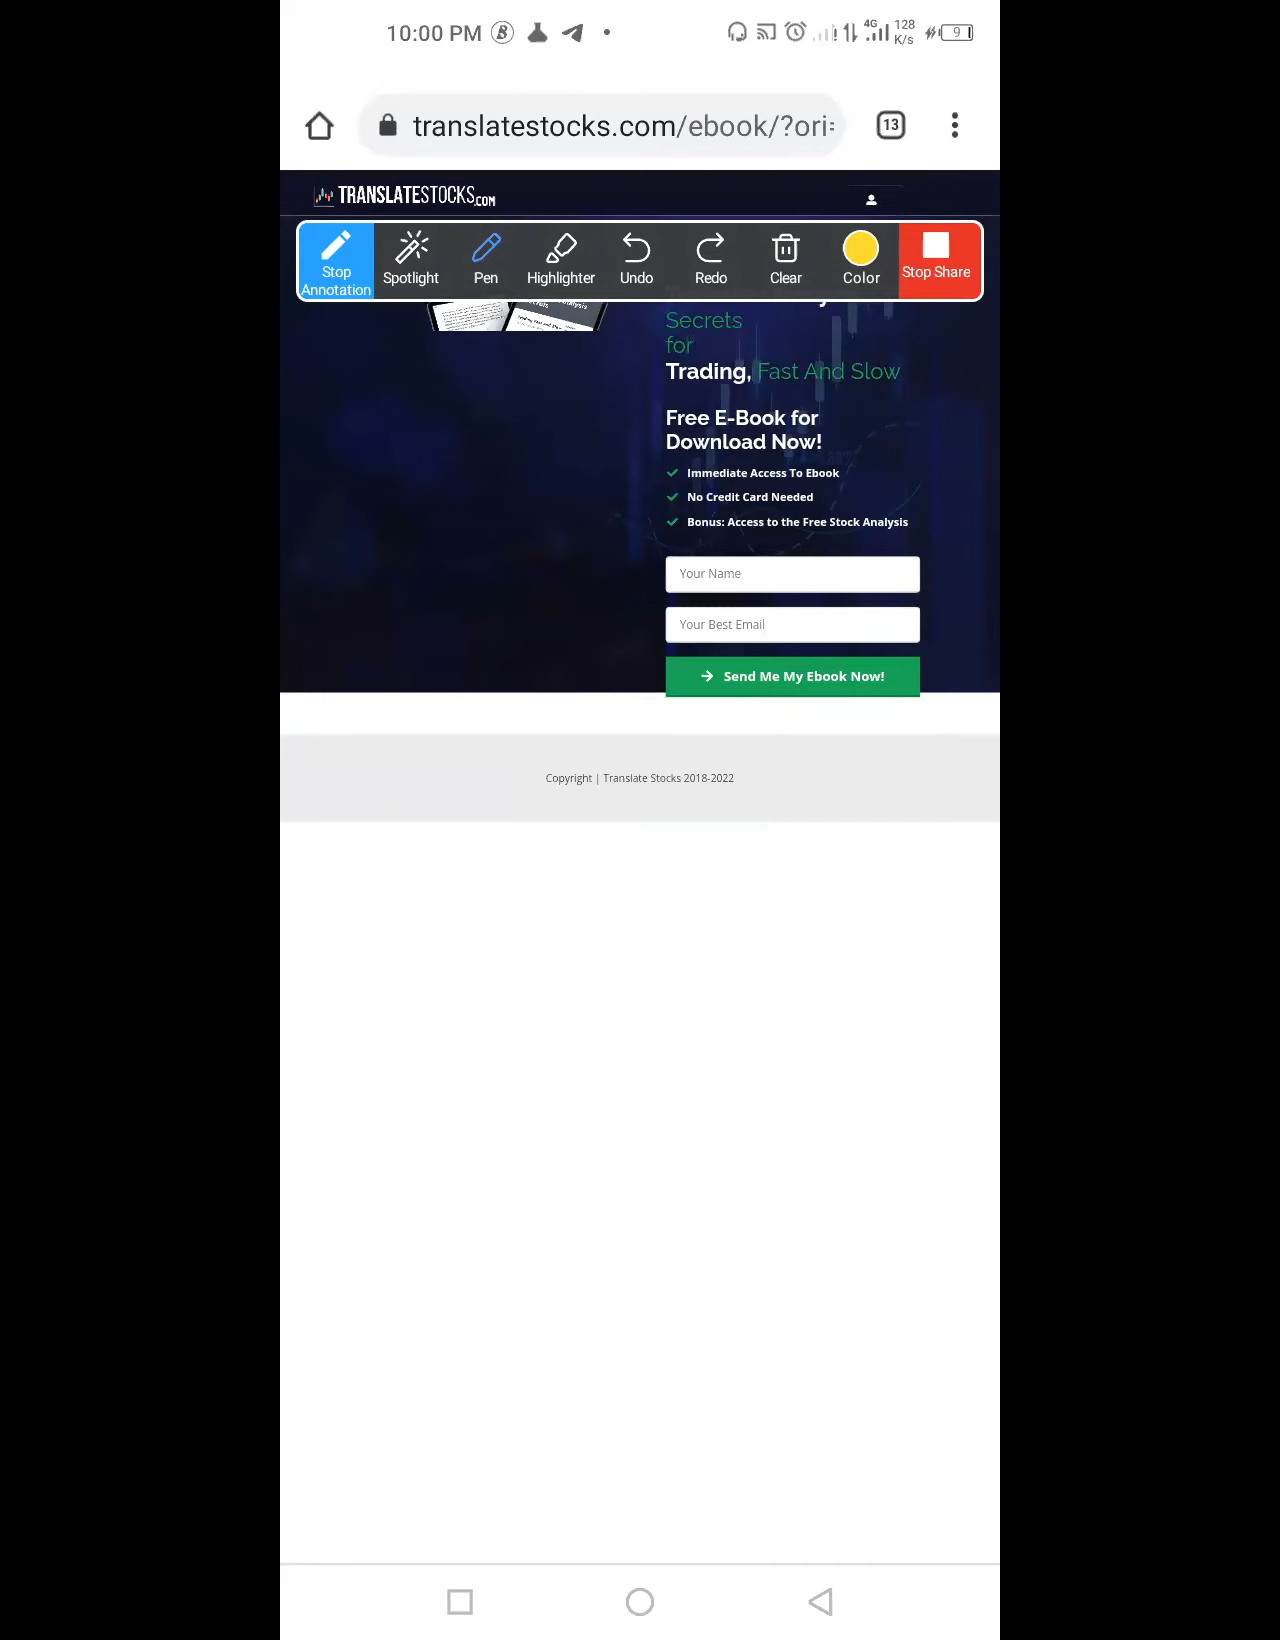 10:00 PM
4G
128
K/s
9
translatestocks.com/ebook/?ori
13
TRANSLATESTOCKS.COM
Stop
Annotation
Spotlight
Pen
Highlighter
Undo
Redo
Clear
Color
Stop Share
Secrets
for
Trading, Fast And Slow
Free E-Book for
Download Now!
Immediate Access To Ebook
No Credit Card Needed
Bonus: Access to the Free Stock Analysis
Your Name
Your Best Email
Send Me My Ebook Now!
Copyright | Translate Stocks 2018-2022